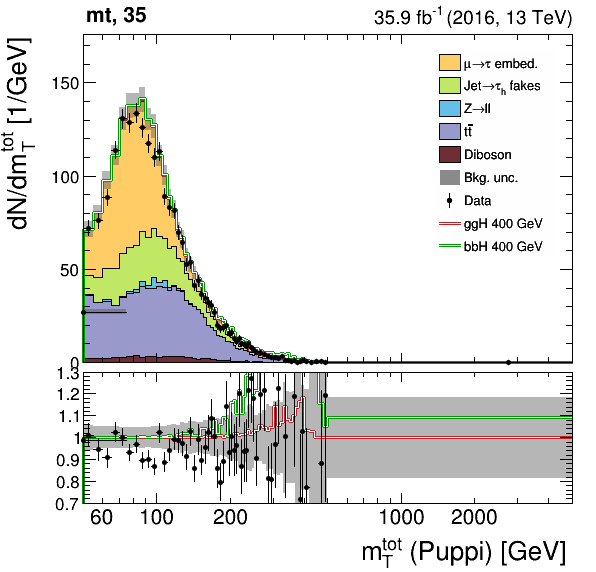 mt, 35
35.9 fb⁻¹ (2016, 13 TeV)
dN/dm_T^tot [1/GeV]
150
100
50
0
μ→τ embed.
Jet→τ_h fakes
Z→ll
tt̄
Diboson
Bkg. unc.
Data
ggH 400 GeV
bbH 400 GeV
1.3
1.2
1.1
1
0.9
0.8
0.7
60 100 200 1000 2000
m_T^tot (Puppi) [GeV]